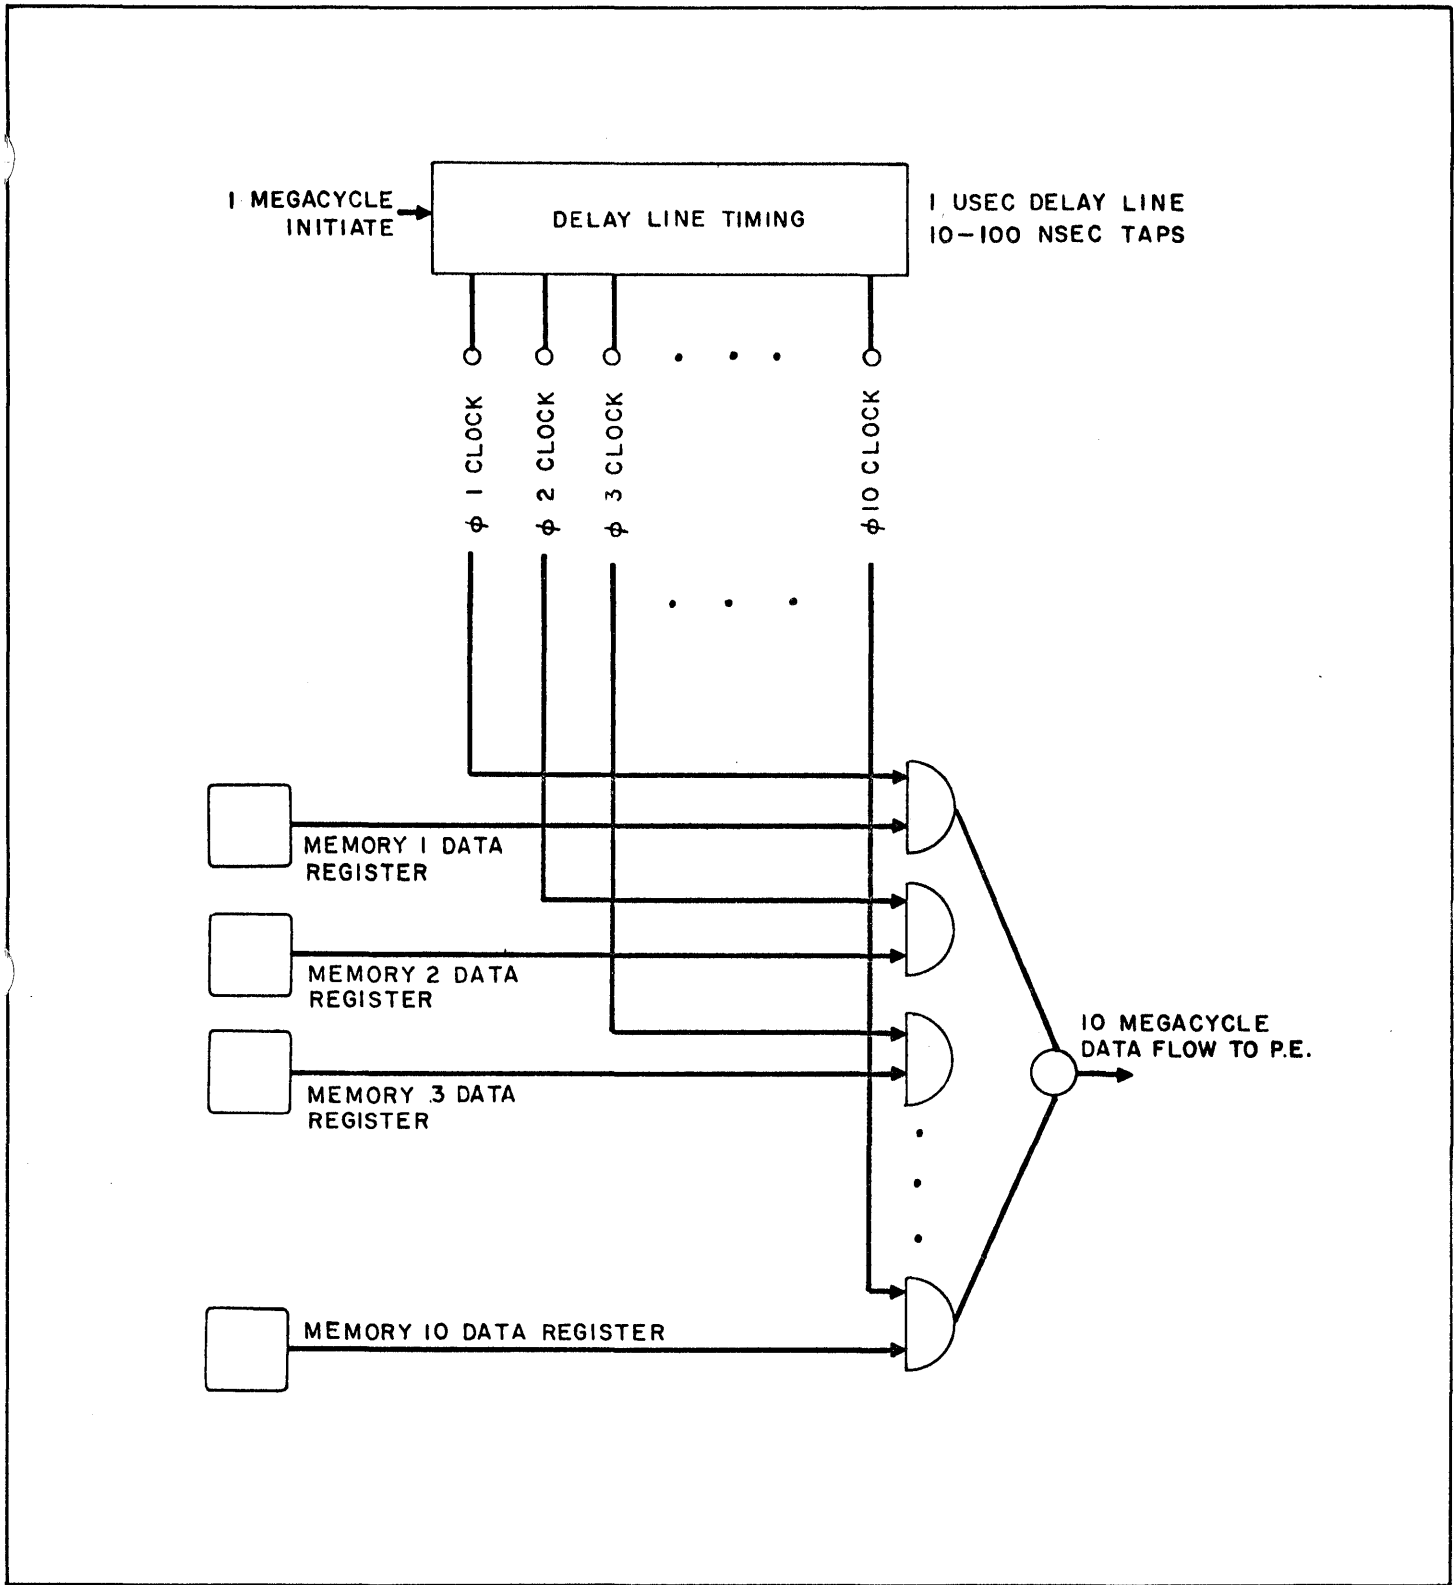 1 MEGACYCLE
INITIATE
DELAY LINE TIMING
1 USEC DELAY LINE
10-100 NSEC TAPS
ϕ 1 CLOCK
ϕ 2 CLOCK
ϕ 3 CLOCK
ϕ 10 CLOCK
MEMORY 1 DATA
REGISTER
MEMORY 2 DATA
REGISTER
MEMORY 3 DATA
REGISTER
MEMORY 10 DATA REGISTER
10 MEGACYCLE
DATA FLOW TO P.E.